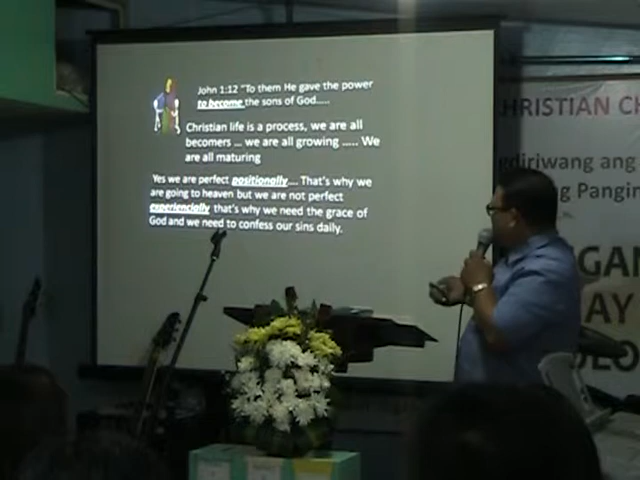 John 1:12 "To them He gave the power
to become the sons of God.....
Christian life is a process, we are all
becomers ... we are all growing ..... We
are all maturing
Yes we are perfect positionally.... That's why we
are going to heaven but we are not perfect
experiencially that's why we need the grace of
God and we need to confess our sins daily.
HRISTIAN CH
gdiriwang ang
g Pangin
GAN
AY